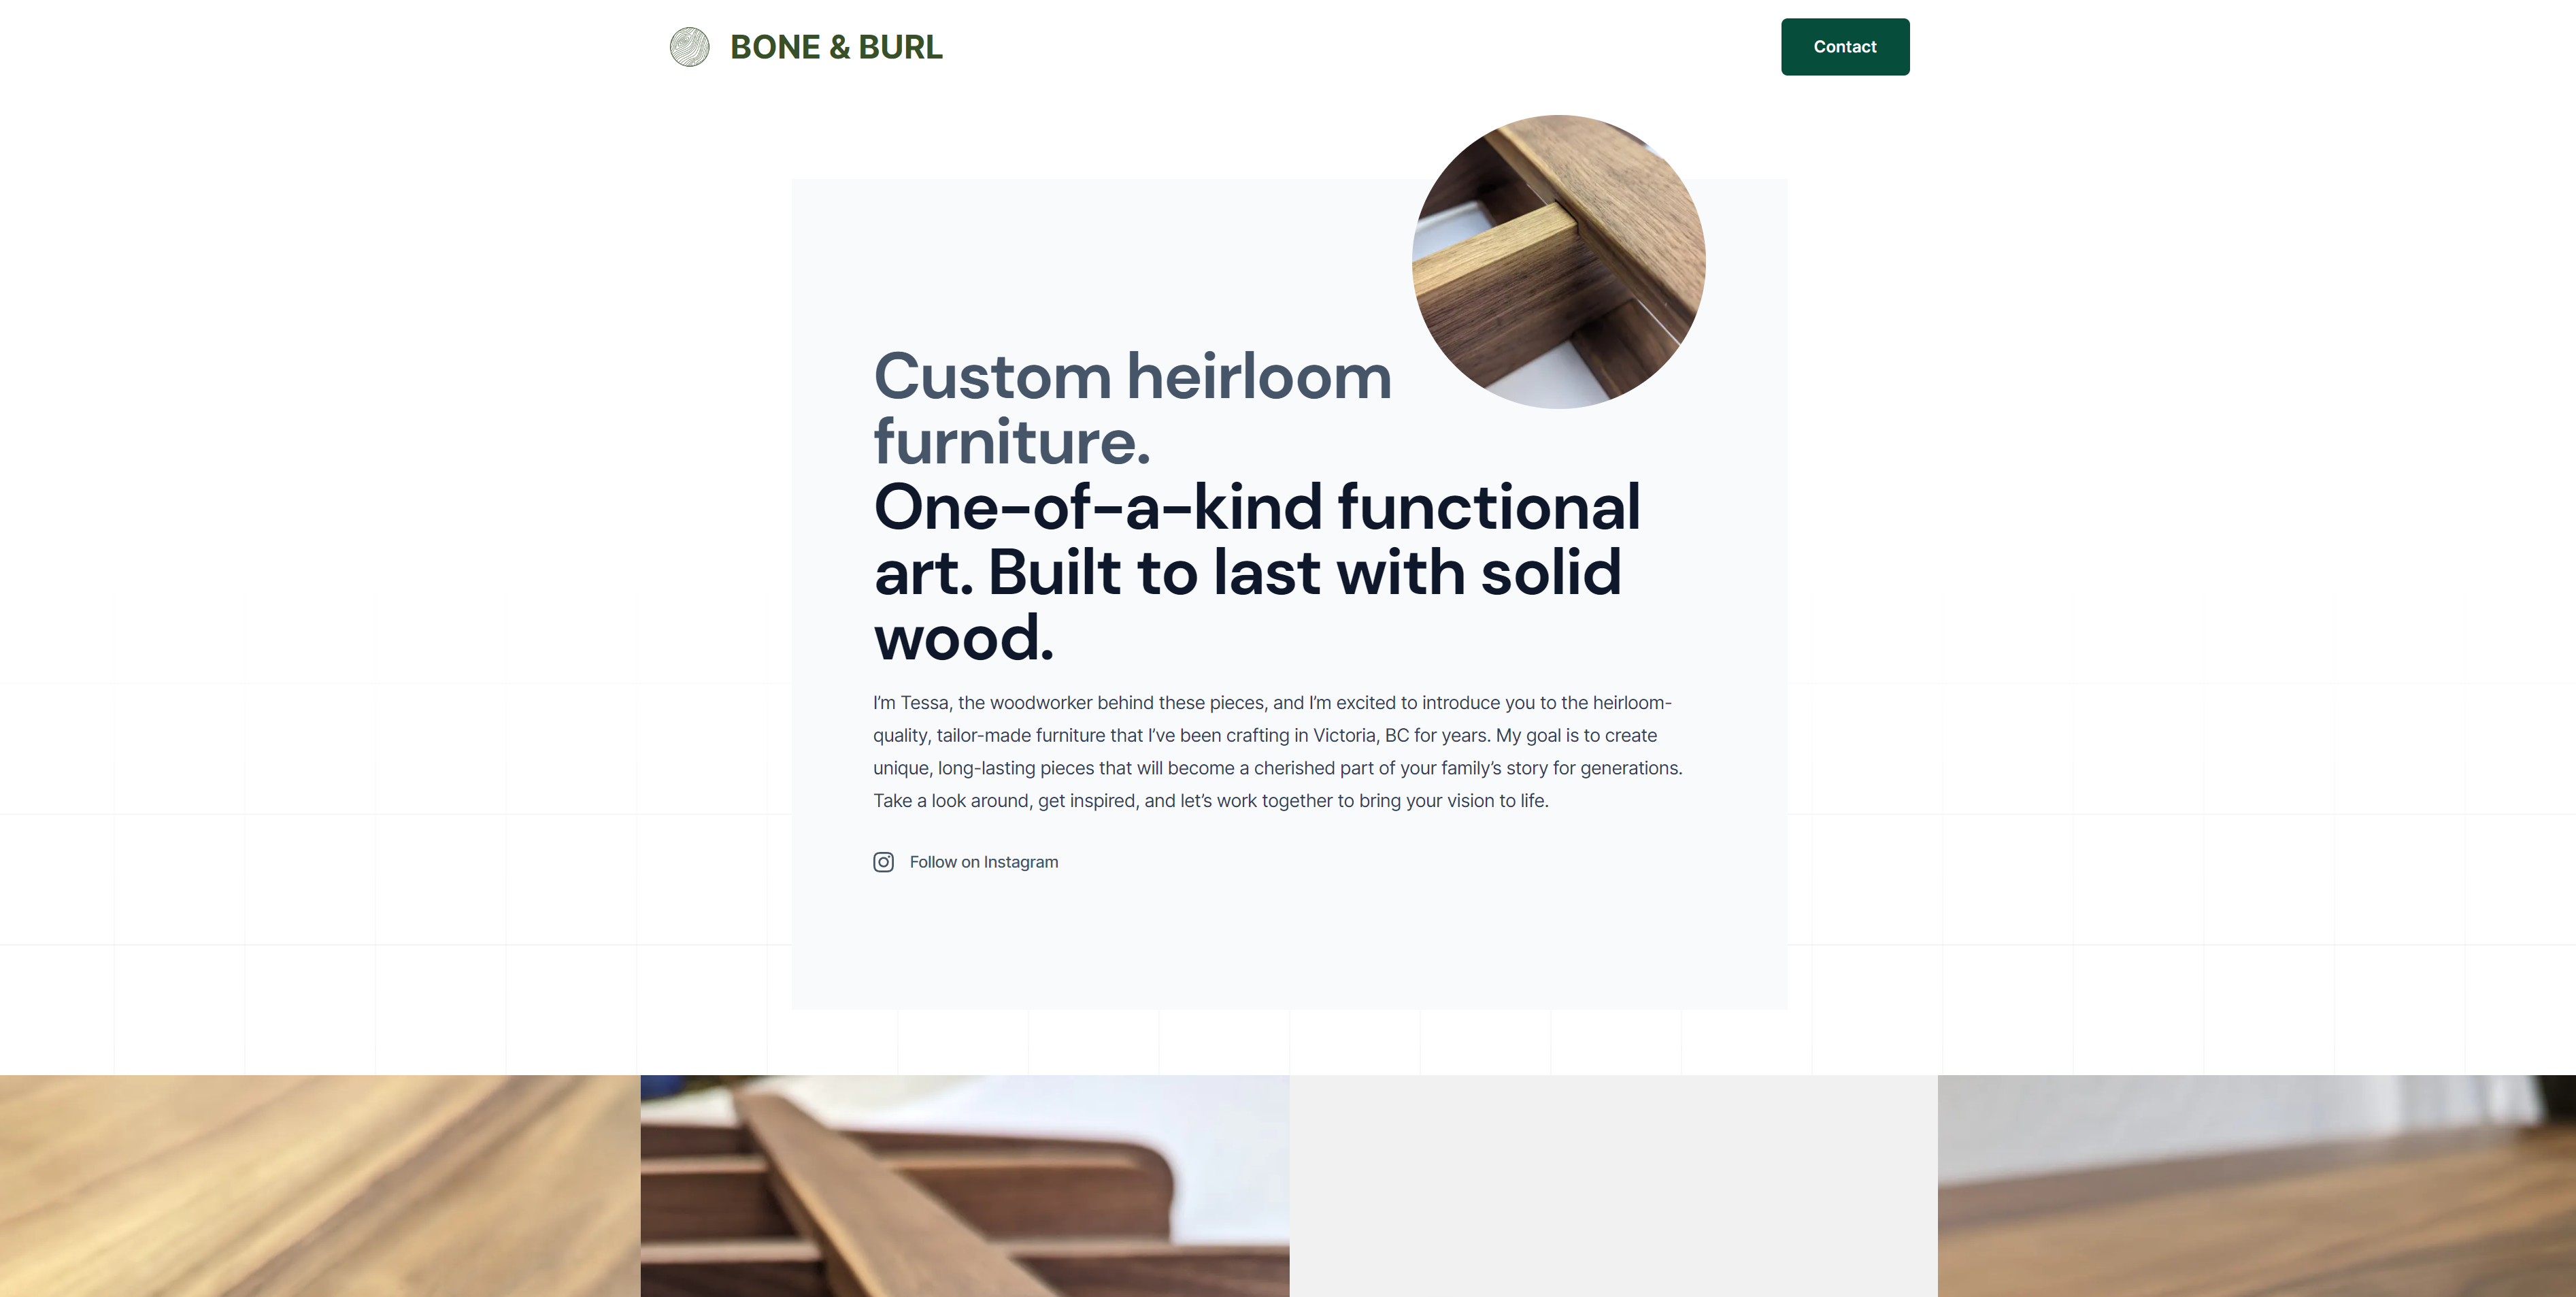 BONE & BURL
Contact
Custom heirloom
furniture.
One-of-a-kind functional
art. Built to last with solid
wood.
I’m Tessa, the woodworker behind these pieces, and I’m excited to introduce you to the heirloom-
quality, tailor-made furniture that I’ve been crafting in Victoria, BC for years. My goal is to create
unique, long-lasting pieces that will become a cherished part of your family’s story for generations.
Take a look around, get inspired, and let’s work together to bring your vision to life.
Follow on Instagram